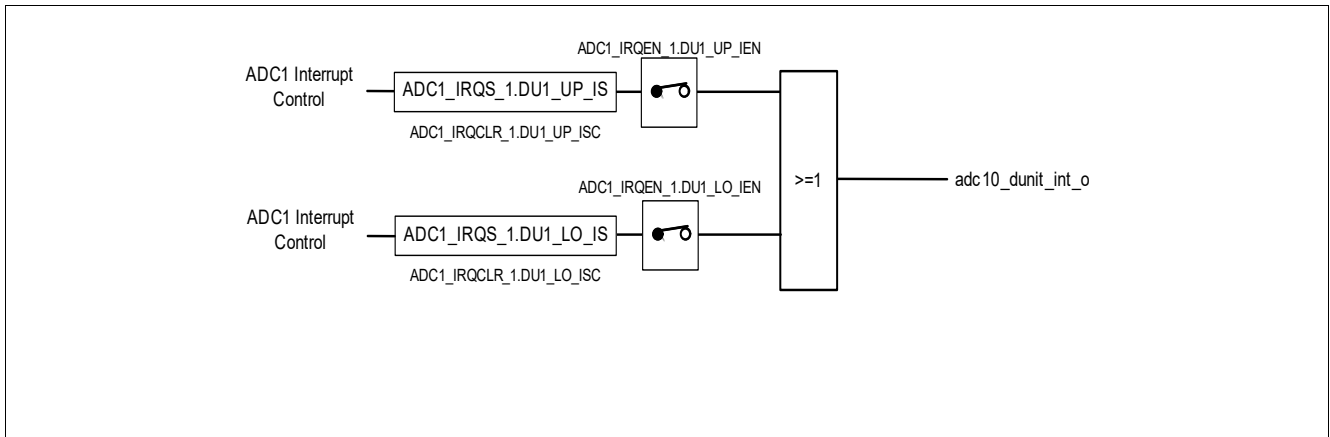 ADC1_IRQEN_1.DU1_UP_IEN
ADC1 Interrupt
Control
ADC1_IRQS_1.DU1_UP_IS
ADC1_IRQCLR_1.DU1_UP_ISC
>=1
adc10_dunit_int_o
ADC1_IRQEN_1.DU1_LO_IEN
ADC1 Interrupt
Control
ADC1_IRQS_1.DU1_LO_IS
ADC1_IRQCLR_1.DU1_LO_ISC